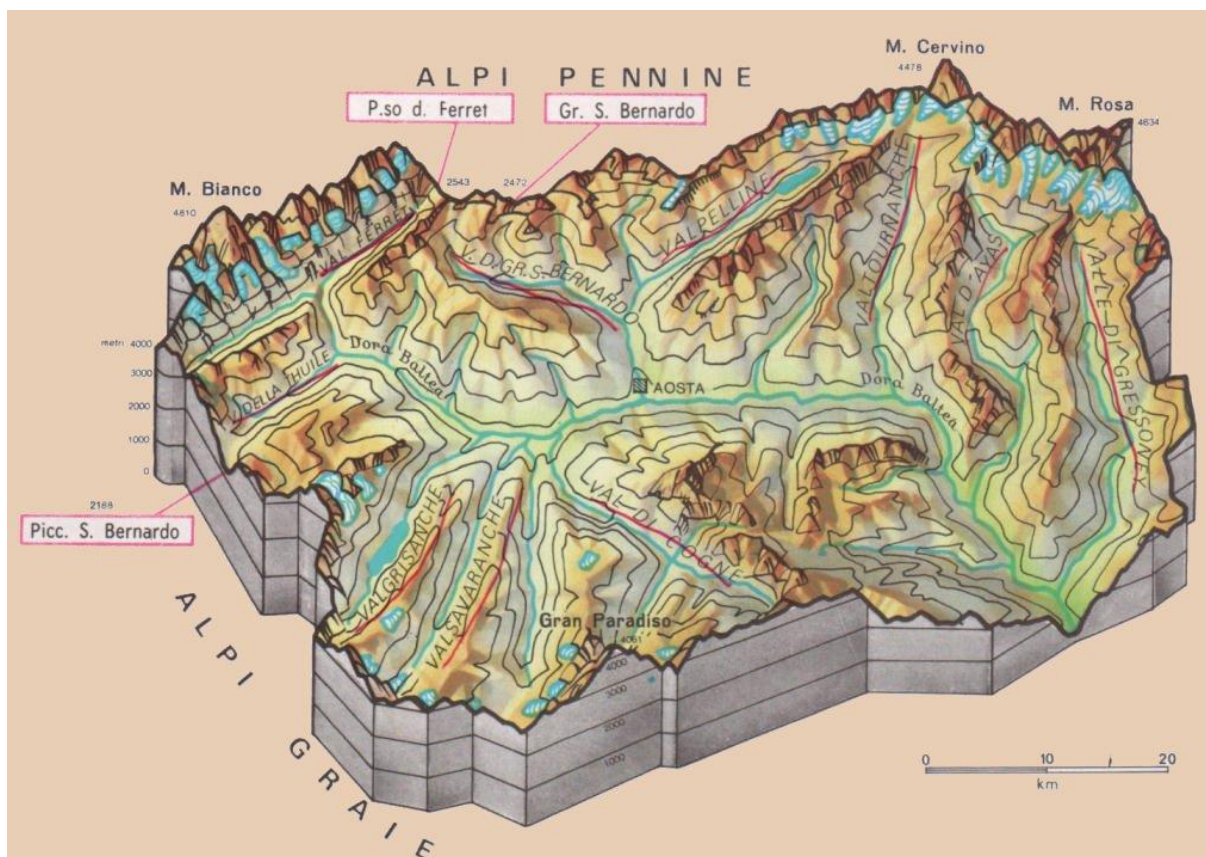 M. Cervino
4478
ALPI PENNINE
P.so d. Ferret
Gr. S. Bernardo
M. Rosa
4634
M. Bianco
4810
2543
2472
VAL FERRET
V. D. GR. S. BERNARDO
VALPELLINE
VALTOURNANCHE
VAL D'AYAS
VALLE DI GRESSONEY
metri 4000
3000
2000
1000
0
V. DELLA THUILE
Dora Baltea
AOSTA
Dora Baltea
2188
Picc. S. Bernardo
VALGRISANCHE
VALSAVARANCHE
VAL DI COGNE
Gran Paradiso
4061
4000
3000
2000
1000
ALPI GRAIE
0 10 20
km